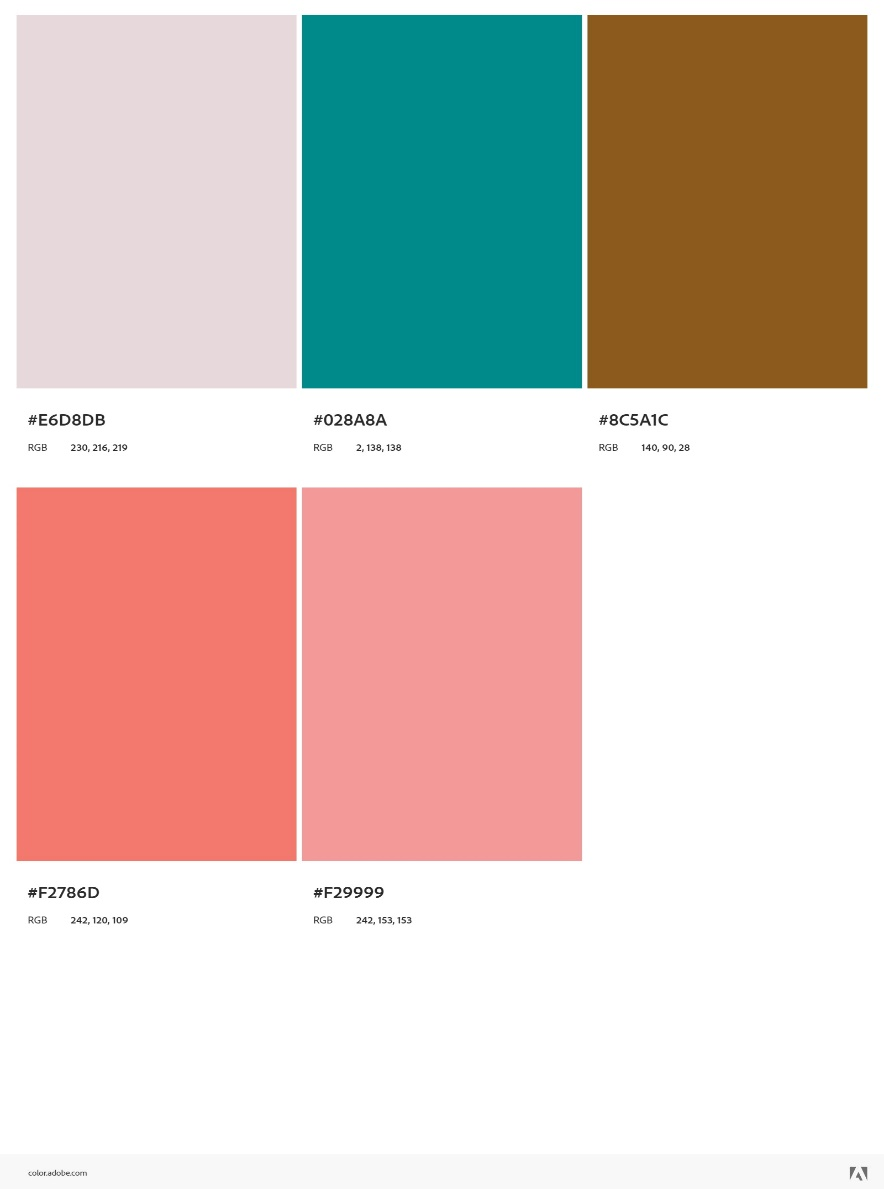 #E6D8DB
RGB 230, 216, 219
#028A8A
RGB 2, 138, 138
#8C5A1C
RGB 140, 90, 28
#F2786D
RGB 242, 120, 109
#F29999
RGB 242, 153, 153
color.adobe.com